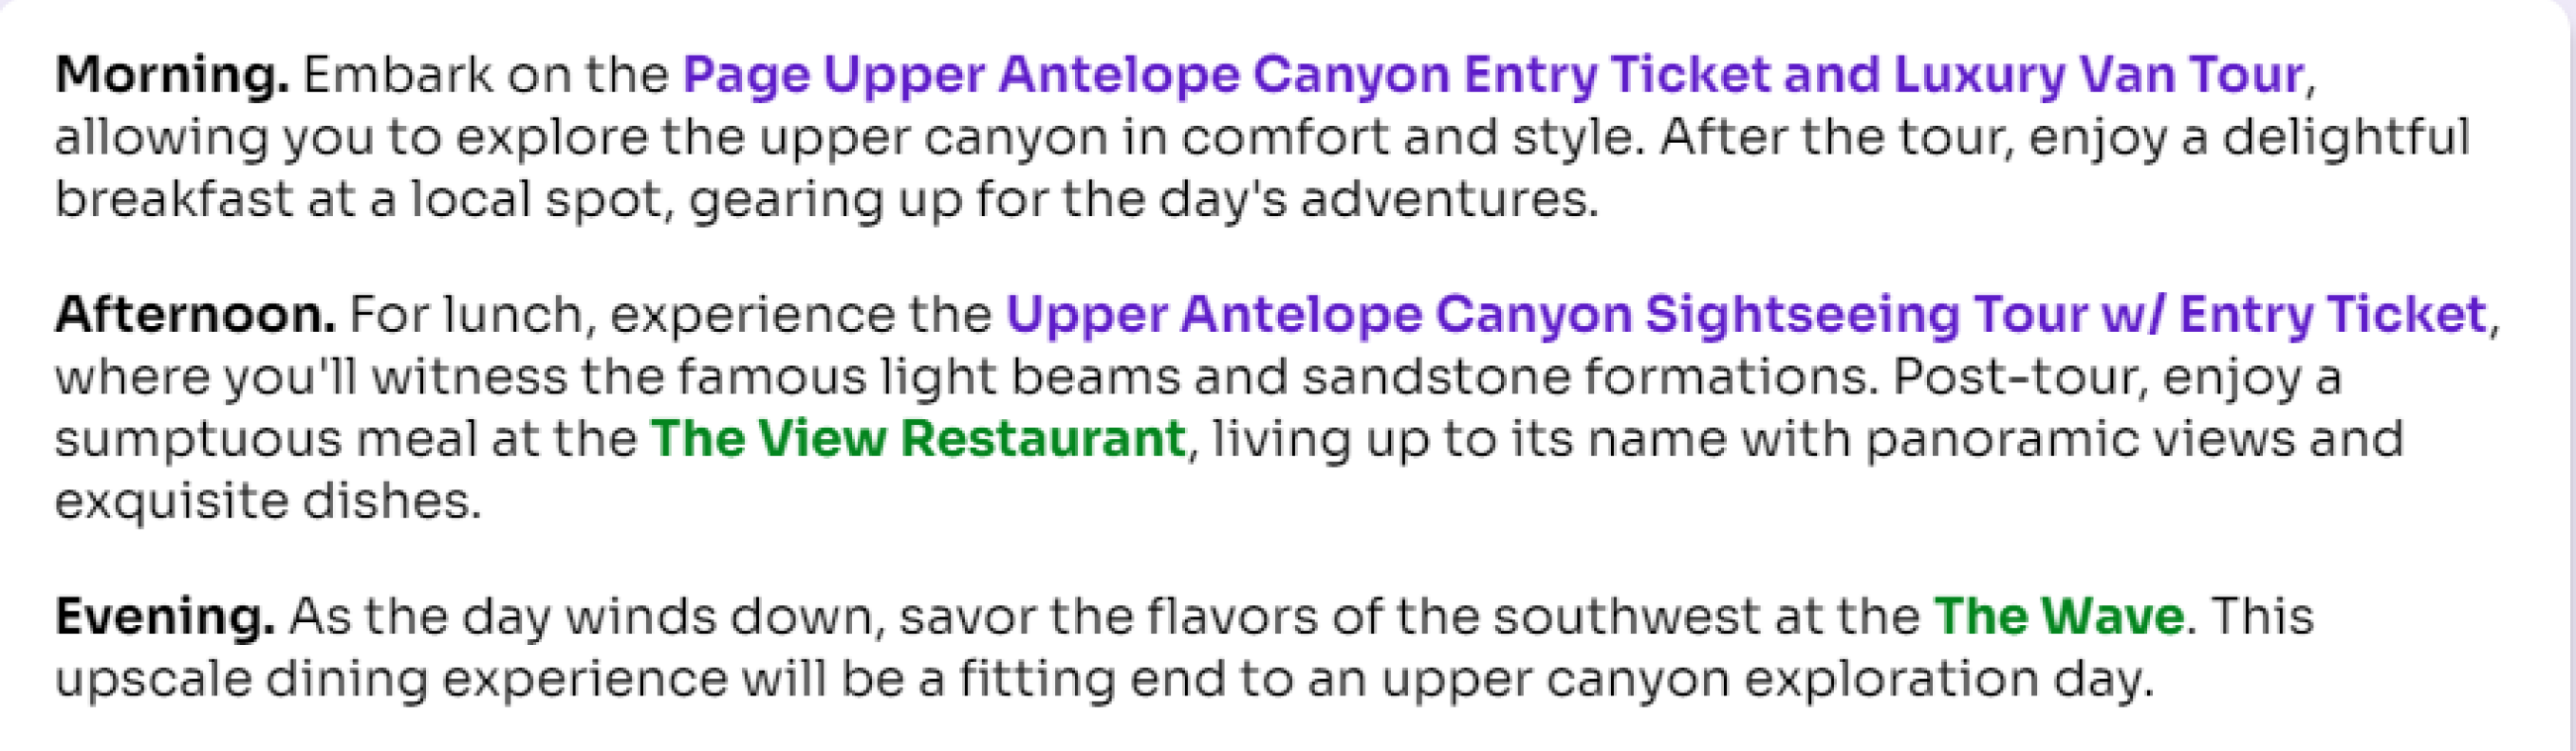 Morning. Embark on the Page Upper Antelope Canyon Entry Ticket and Luxury Van Tour,
allowing you to explore the upper canyon in comfort and style. After the tour, enjoy a delightful
breakfast at a local spot, gearing up for the day's adventures.
Afternoon. For lunch, experience the Upper Antelope Canyon Sightseeing Tour w/ Entry Ticket,
where you'll witness the famous light beams and sandstone formations. Post-tour, enjoy a
sumptuous meal at the The View Restaurant, living up to its name with panoramic views and
exquisite dishes.
Evening. As the day winds down, savor the flavors of the southwest at the The Wave. This
upscale dining experience will be a fitting end to an upper canyon exploration day.